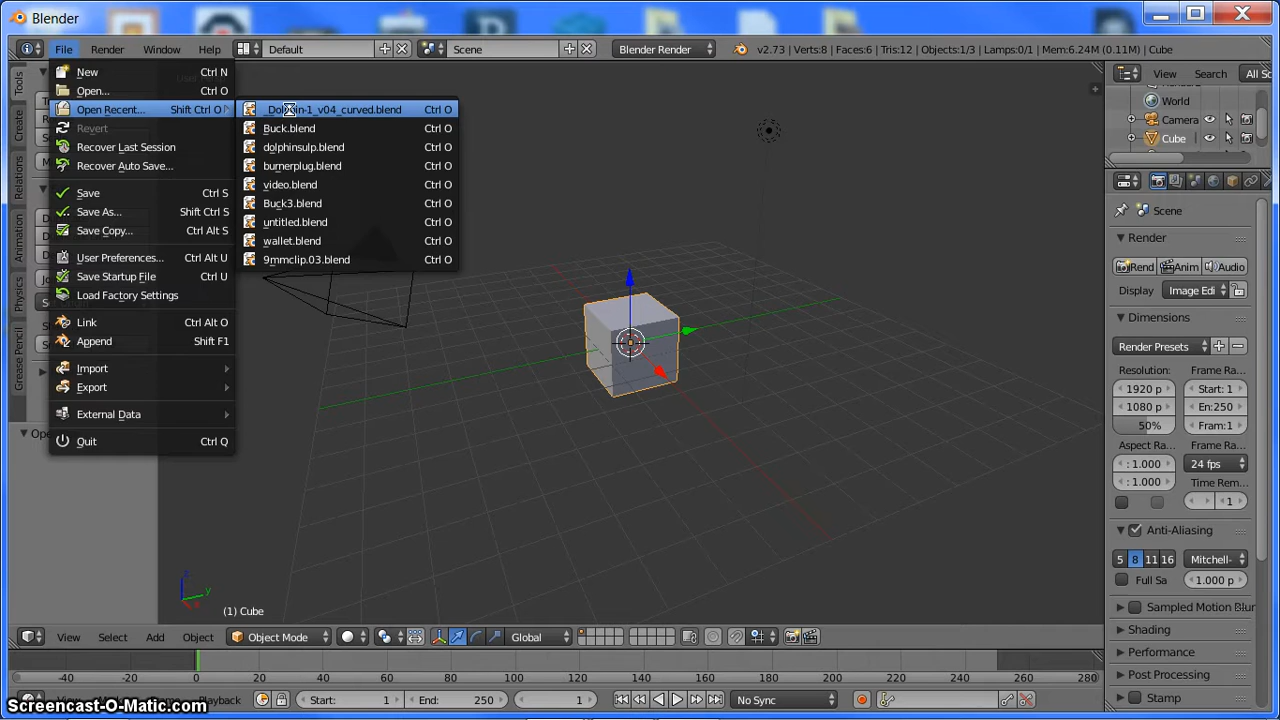 Blender
File Render Window Help Default Scene Blender Render v2.73 | Verts:8 | Faces:6 | Tris:12 | Objects:1/3 | Lamps:0/1 | Mem:6.24M (0.11M) | Cube
New Ctrl N
Open... Ctrl O
Open Recent... Shift Ctrl O
Revert
Recover Last Session
Recover Auto Save...
Save Ctrl S
Save As... Shift Ctrl S
Save Copy... Ctrl Alt S
User Preferences... Ctrl Alt U
Save Startup File Ctrl U
Load Factory Settings
Link Ctrl Alt O
Append Shift F1
Import
Export
External Data
Quit Ctrl Q
_v04_curved.blend Ctrl O
Buck.blend Ctrl O
dolphinsulp.blend Ctrl O
burnerplug.blend Ctrl O
video.blend Ctrl O
Buck3.blend Ctrl O
untitled.blend Ctrl O
wallet.blend Ctrl O
9mmclip.03.blend Ctrl O
Tools
Create
Relations
Physics
Grease Pencil
(1) Cube
z
y
x
View Search All Sc
World
Camera
Cube
Scene
Render
Rend Anim Audio
Display Image Edi
Dimensions
Render Presets
Resolution: Frame Ra
1920 p Start: 1
1080 p En:250
50% Fram:1
Aspect Ra... Frame Ra...
: 1.000 24 fps
: 1.000 Time Rem...
1
Anti-Aliasing
5 8 11 16 Mitchell-
Full Sa 1.000 p
Sampled Motion Blur
Shading
Performance
Post Processing
Stamp
View Select Add Object Object Mode Global
-40 -20 0 20 40 60 80 100 120 140 160 180 200 220 240 260 280
View Playback Start: 1 End: 250 1 No Sync
Screencast-O-Matic.com